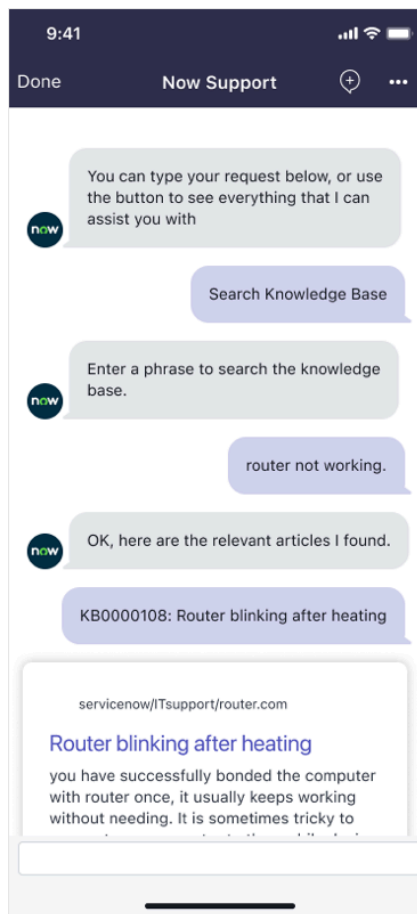 9:41
Done
Now Support
You can type your request below, or use
the button to see everything that I can
assist you with
now
Search Knowledge Base
Enter a phrase to search the knowledge
base.
now
router not working.
OK, here are the relevant articles I found.
now
KB0000108: Router blinking after heating
servicenow/ITsupport/router.com
Router blinking after heating
you have successfully bonded the computer
with router once, it usually keeps working
without needing. It is sometimes tricky to